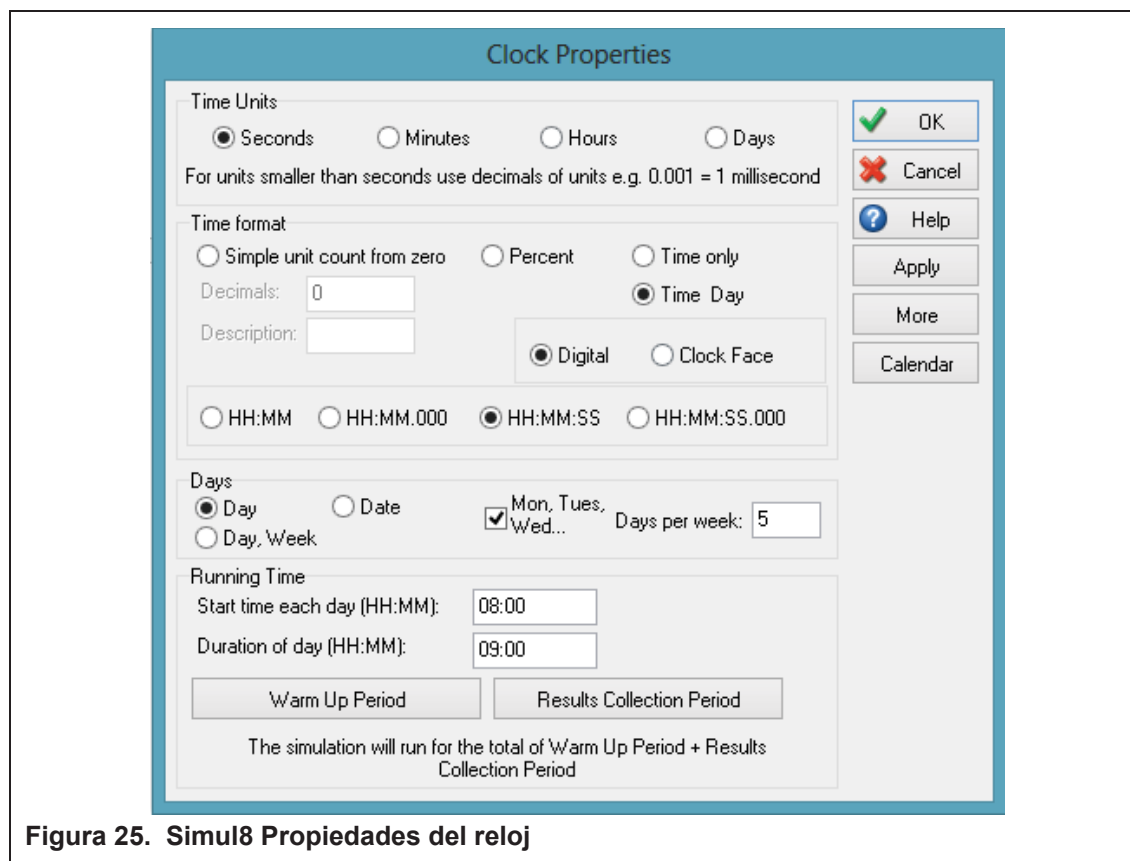 Clock Properties
Time Units
Seconds Minutes Hours Days
For units smaller than seconds use decimals of units e.g. 0.001 = 1 millisecond
Time format
Simple unit count from zero Percent Time only
Decimals: 0 Time Day
Description:
Digital Clock Face
HH:MM HH:MM.000 HH:MM:SS HH:MM:SS.000
Days
Day Date Mon, Tues,
Wed... Days per week: 5
Day, Week
Running Time
Start time each day (HH:MM): 08:00
Duration of day (HH:MM): 09:00
Warm Up Period Results Collection Period
The simulation will run for the total of Warm Up Period + Results
Collection Period
OK
Cancel
Help
Apply
More
Calendar
Figura 25. Simul8 Propiedades del reloj